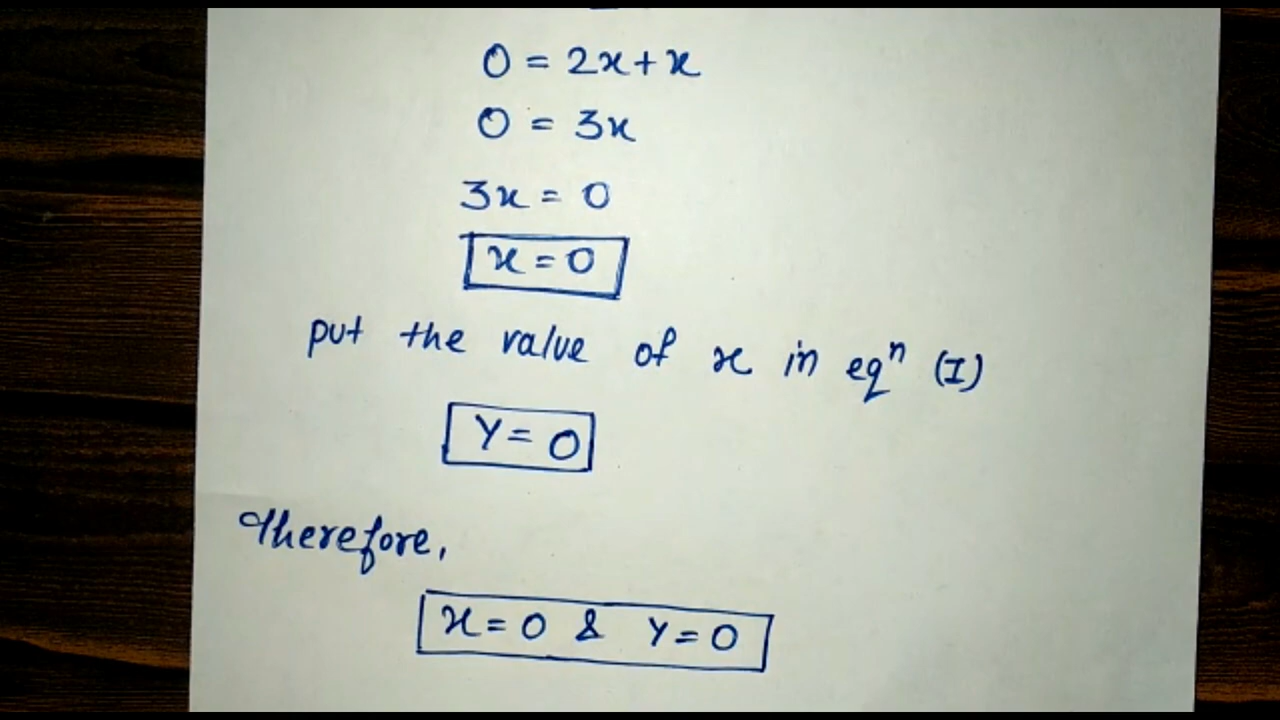 0 = 2x+x
0 = 3x
3x = 0
x = 0
put the value of x in eqⁿ (I)
Y = 0
Therefore,
x = 0 & Y = 0